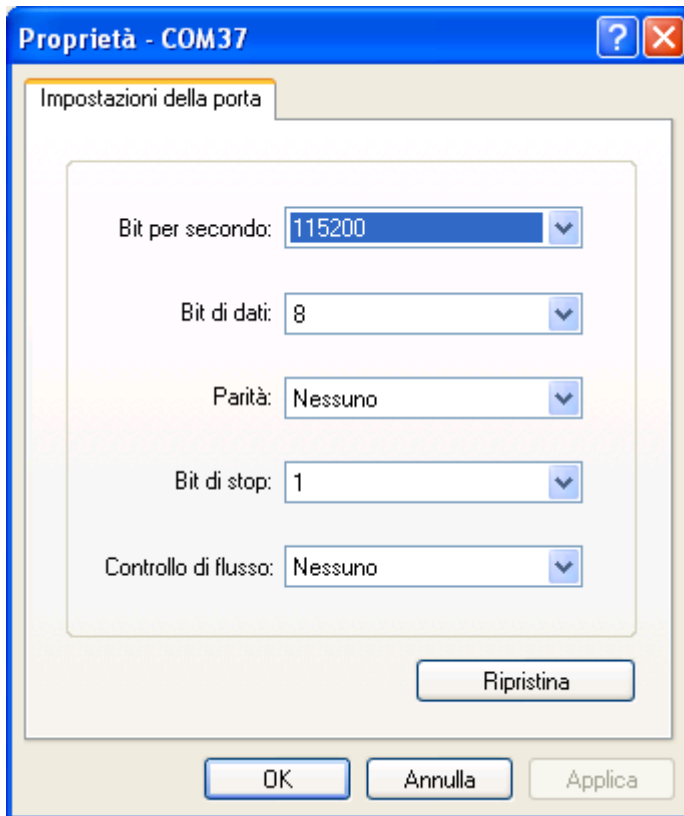 Proprietà - COM37
Impostazioni della porta
Bit per secondo: 115200
Bit di dati: 8
Parità: Nessuno
Bit di stop: 1
Controllo di flusso: Nessuno
Ripristina
OK Annulla Applica